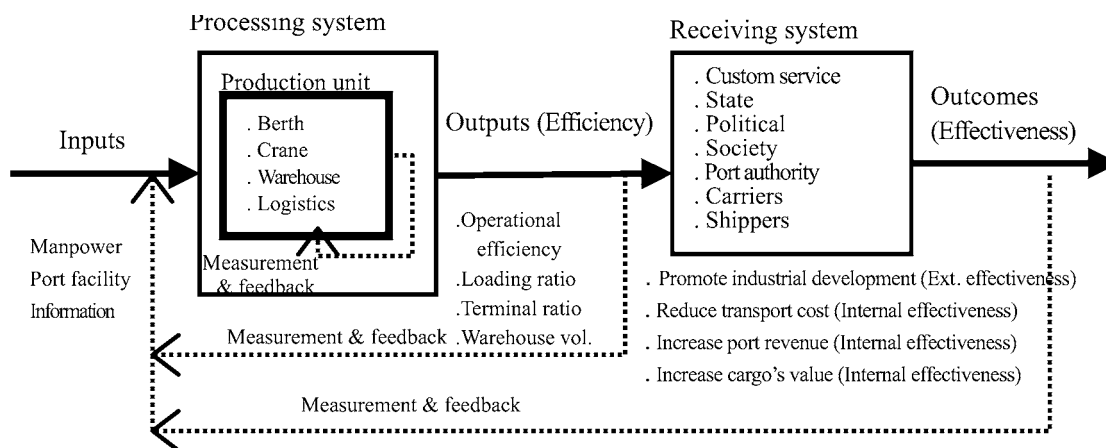 Processing system
Receiving system
Production unit
. Berth
. Crane
. Warehouse
. Logistics
Inputs
Outputs (Efficiency)
. Custom service
. State
. Political
. Society
. Port authority
. Carriers
. Shippers
Outcomes
(Effectiveness)
Manpower
Port facility
Information
Measurement
& feedback
.Operational
efficiency
.Loading ratio
.Terminal ratio
.Warehouse vol.
. Promote industrial development (Ext. effectiveness)
. Reduce transport cost (Internal effectiveness)
. Increase port revenue (Internal effectiveness)
. Increase cargo's value (Internal effectiveness)
Measurement & feedback
Measurement & feedback